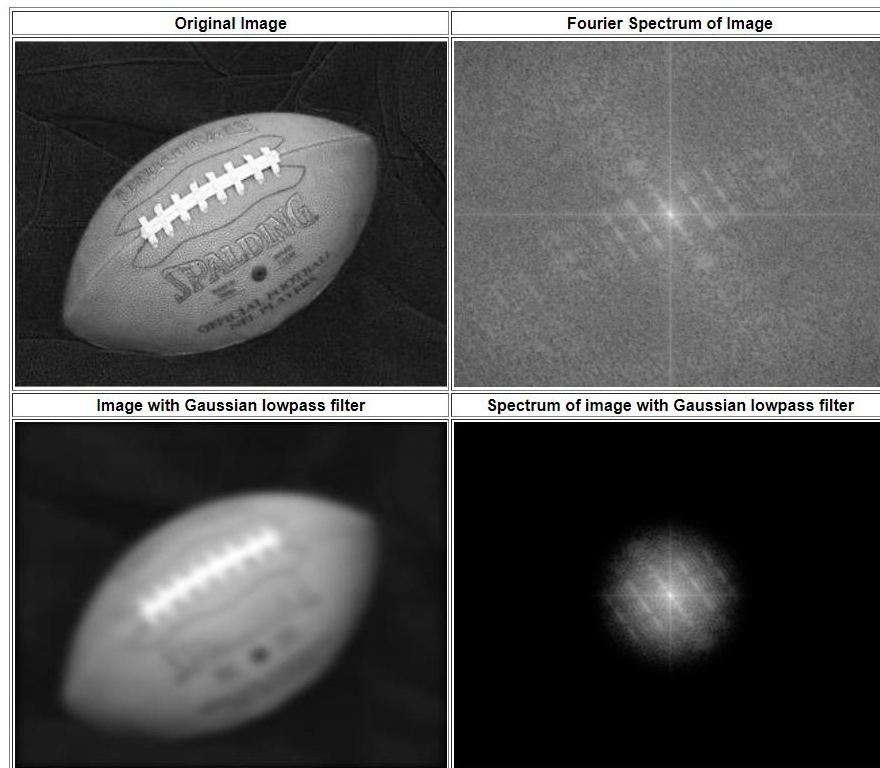 Original Image
Fourier Spectrum of Image
SPALDING
OFFICIAL FOOTBALL
NFL PLAYERS
Image with Gaussian lowpass filter
Spectrum of image with Gaussian lowpass filter